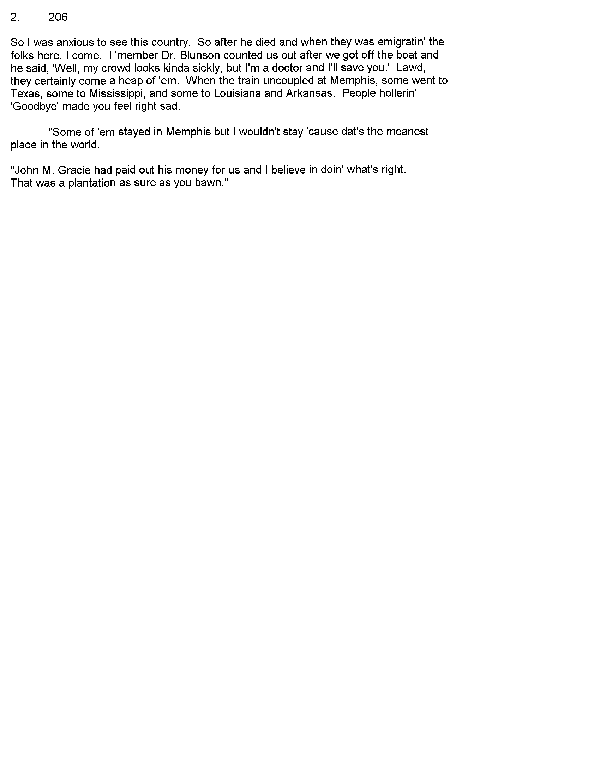 2. 206
So I was anxious to see this country. So after he died and when they was emigratin' the
folks here, I come. I 'member Dr. Blunson counted us out after we got off the boat and
he said, 'Well, my crowd looks kinda sickly, but I'm a doctor and I'll save you.' Lawd,
they certainly come a heap of 'em. When the train uncoupled at Memphis, some went to
Texas, some to Mississippi, and some to Louisiana and Arkansas. People hollerin'
'Goodbye' made you feel right sad.
"Some of 'em stayed in Memphis but I wouldn't stay 'cause dat's the meanest
place in the world.
"John M. Gracie had paid out his money for us and I believe in doin' what's right.
That was a plantation as sure as you bawn."